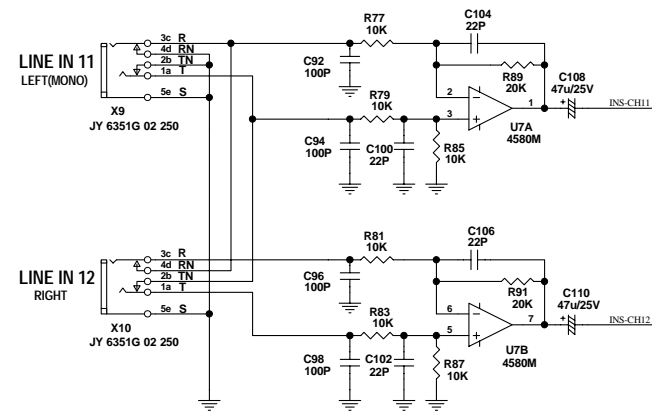 LINE IN 11
LEFT(MONO)
3c R
4d RN
2b TN
1a T
5e S
X9
JY 6351G 02 250
R77
10K
C104
22P
C92
100P
R89
20K
C108
47u/25V
R79
10K
2
3
1
INS-CH11
U7A
4580M
C94
100P
C100
22P
R85
10K
LINE IN 12
RIGHT
3c R
4d RN
2b TN
1a T
5e S
X10
JY 6351G 02 250
R81
10K
C106
22P
C96
100P
R91
20K
C110
47u/25V
R83
10K
6
5
7
INS-CH12
U7B
4580M
C98
100P
C102
22P
R87
10K